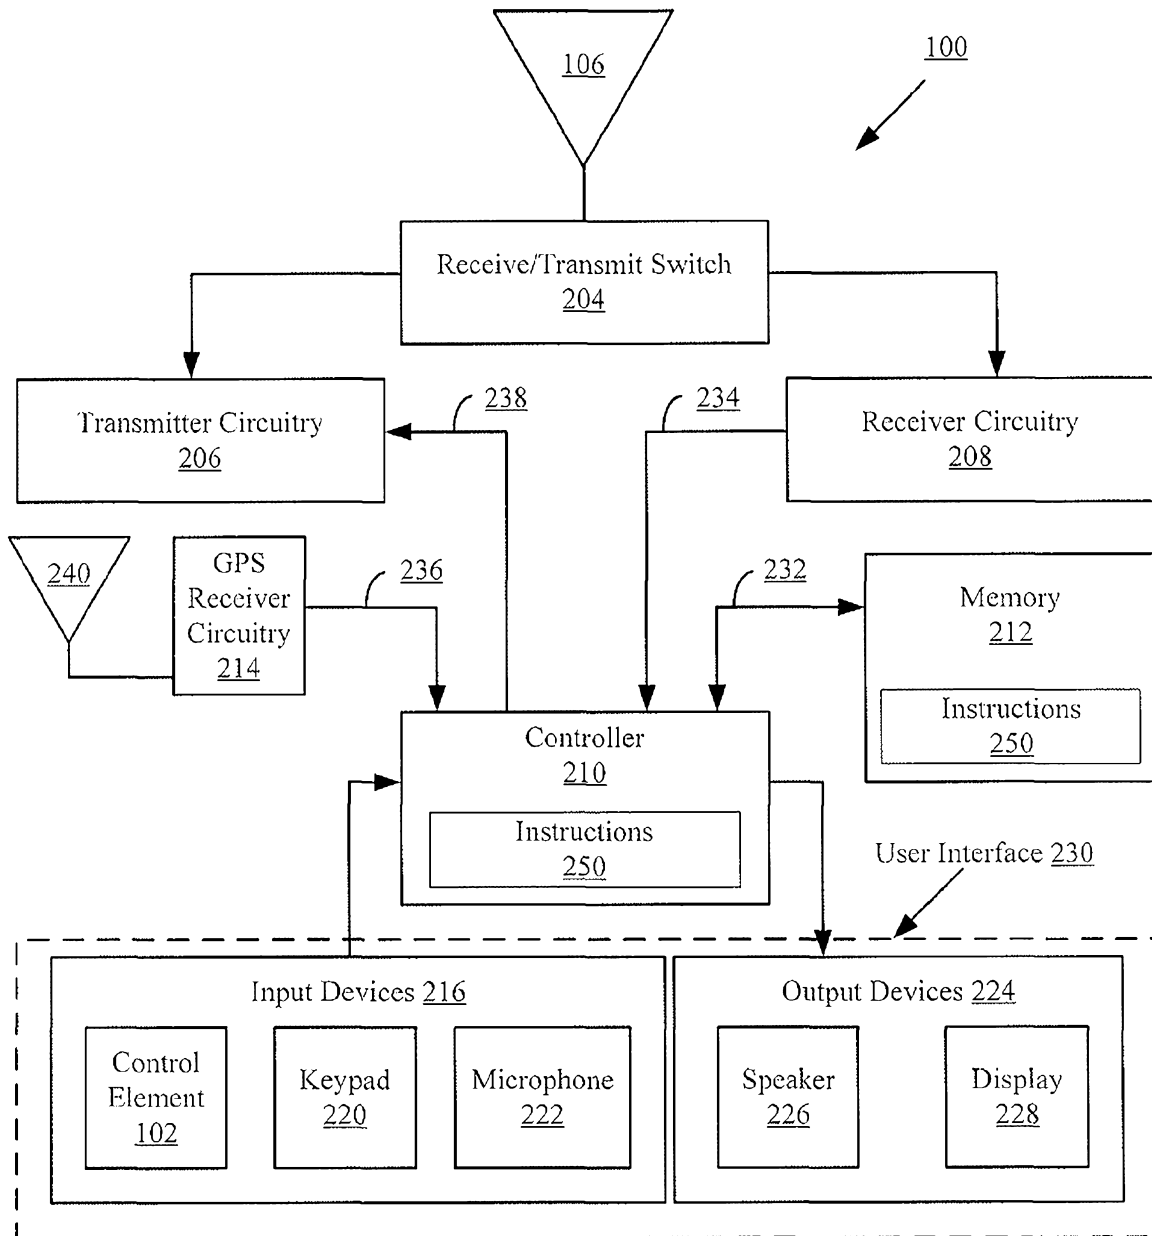 106
100
Receive/Transmit Switch
204
Transmitter Circuitry
206
238
234
Receiver Circuitry
208
240
GPS
Receiver
Circuitry
214
236
232
Memory
212
Instructions
250
Controller
210
Instructions
250
User Interface 230
Input Devices 216
Control
Element
102
Keypad
220
Microphone
222
Output Devices 224
Speaker
226
Display
228